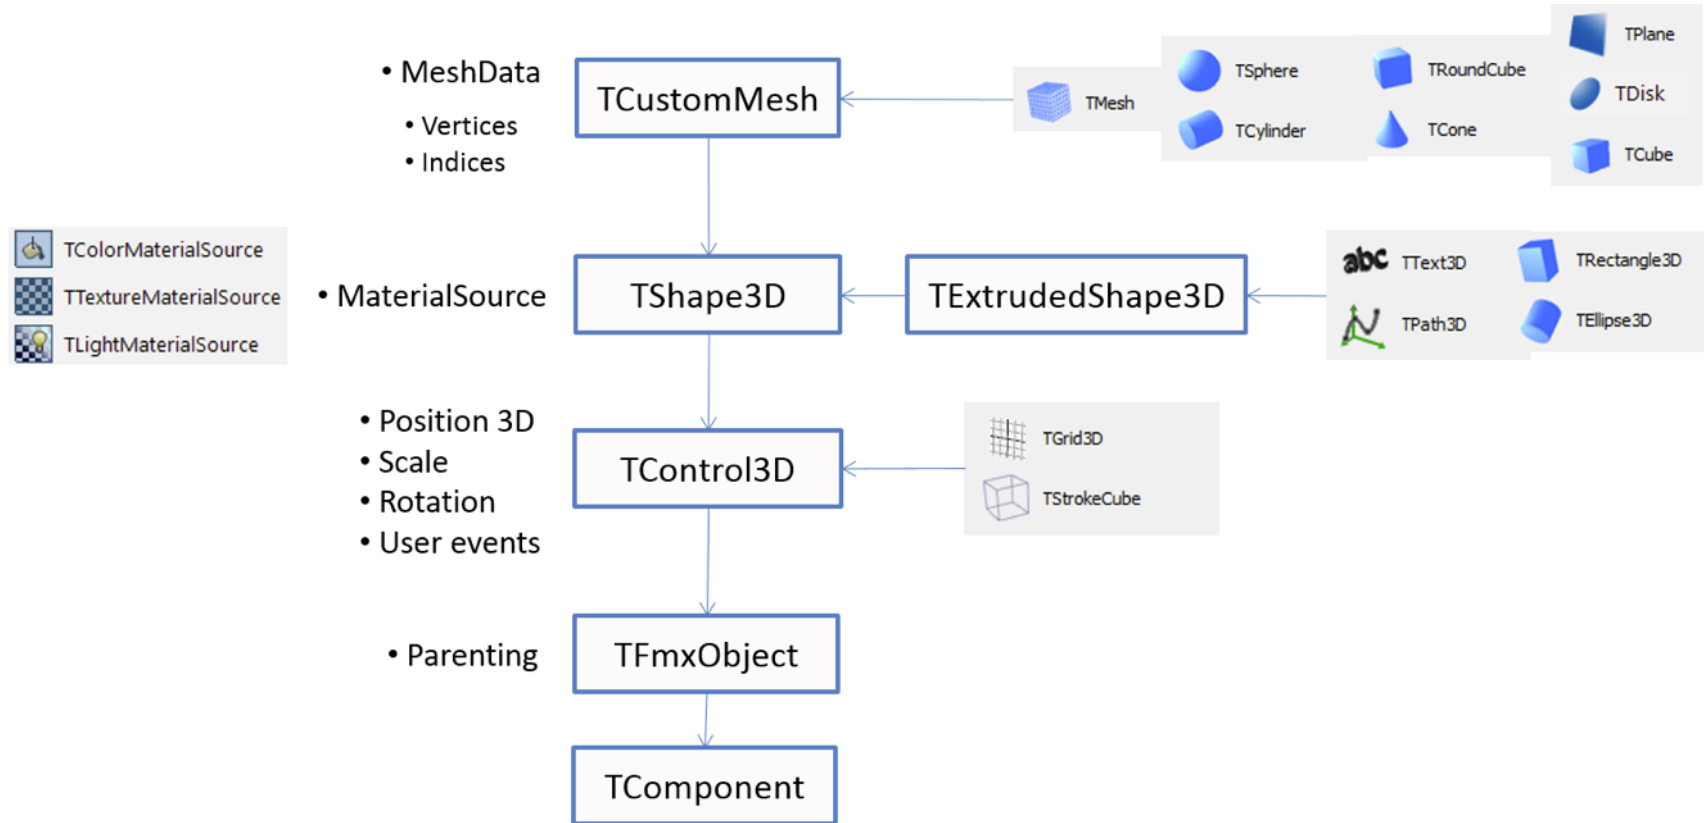 • MeshData
• Vertices
• Indices
TCustomMesh
TMesh
TSphere
TCylinder
TRoundCube
TCone
TPlane
TDisk
TCube
TColorMaterialSource
TTextureMaterialSource
TLightMaterialSource
• MaterialSource
TShape3D
TExtrudedShape3D
abc
TText3D
TPath3D
TRectangle3D
TEllipse3D
• Position 3D
• Scale
• Rotation
• User events
TControl3D
TGrid3D
TStrokeCube
• Parenting
TFmxObject
TComponent